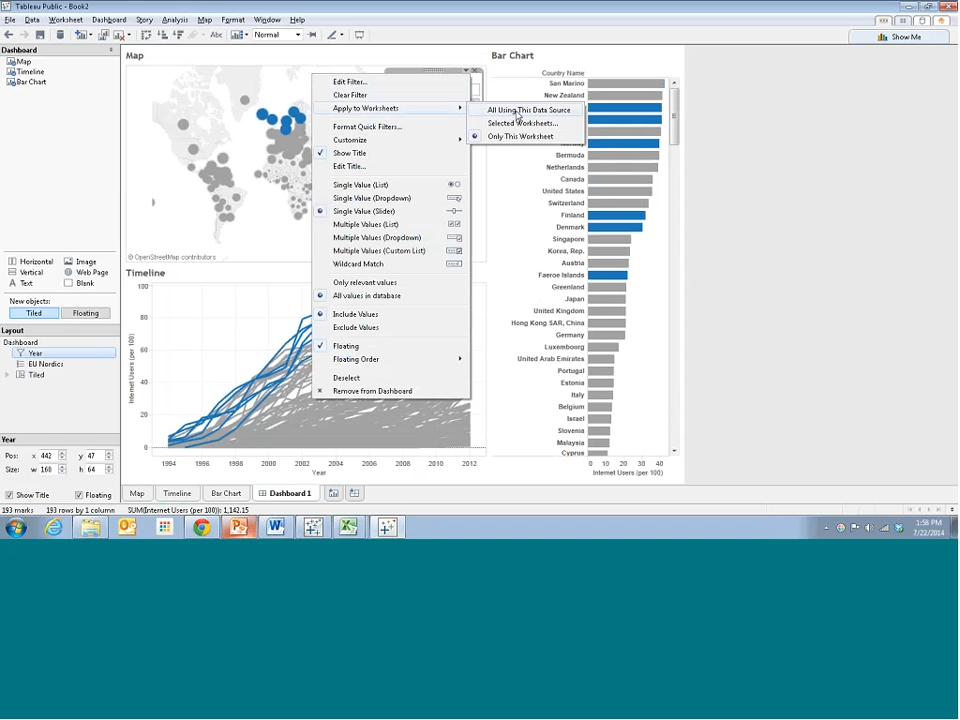 Tableau Public - Book2
File Data Worksheet Dashboard Story Analysis Map Format Window Help
Abc Normal Show Me
Dashboard
Map
Timeline
Bar Chart
Horizontal Image
Vertical Web Page
A Text Blank
New objects:
Tiled Floating
Layout
Dashboard
Year
EU Nordics
Tiled
Year
Pos: x 442 y 47
Size: w 160 h 64
Show Title Floating
Map
© OpenStreetMap contributors
Edit Filter...
Clear Filter
Apply to Worksheets
Format Quick Filters...
Customize
Show Title
Edit Title...
Single Value (List)
Single Value (Dropdown)
Single Value (Slider)
Multiple Values (List)
Multiple Values (Dropdown)
Multiple Values (Custom List)
Wildcard Match
Only relevant values
All values in database
Include Values
Exclude Values
Floating
Floating Order
Deselect
Remove from Dashboard
All Using This Data Source
Selected Worksheets...
Only This Worksheet
Timeline
Internet Users (per 100)
100
80
60
40
20
0
1994 1996 1998 2000 2002 2004 2006 2008 2010 2012
Year
Bar Chart
Country Name
San Marino
New Zealand
Bermuda
Netherlands
Canada
United States
Switzerland
Finland
Denmark
Singapore
Korea, Rep.
Austria
Faeroe Islands
Greenland
Japan
United Kingdom
Hong Kong SAR, China
Germany
Luxembourg
United Arab Emirates
Portugal
Estonia
Italy
Belgium
Israel
Slovenia
Malaysia
Cyprus
0 10 20 30 40
Internet Users (per 100)
Map Timeline Bar Chart Dashboard 1
193 marks 193 rows by 1 column SUM(Internet Users (per 100)): 1,142.15
1:58 PM
7/22/2014